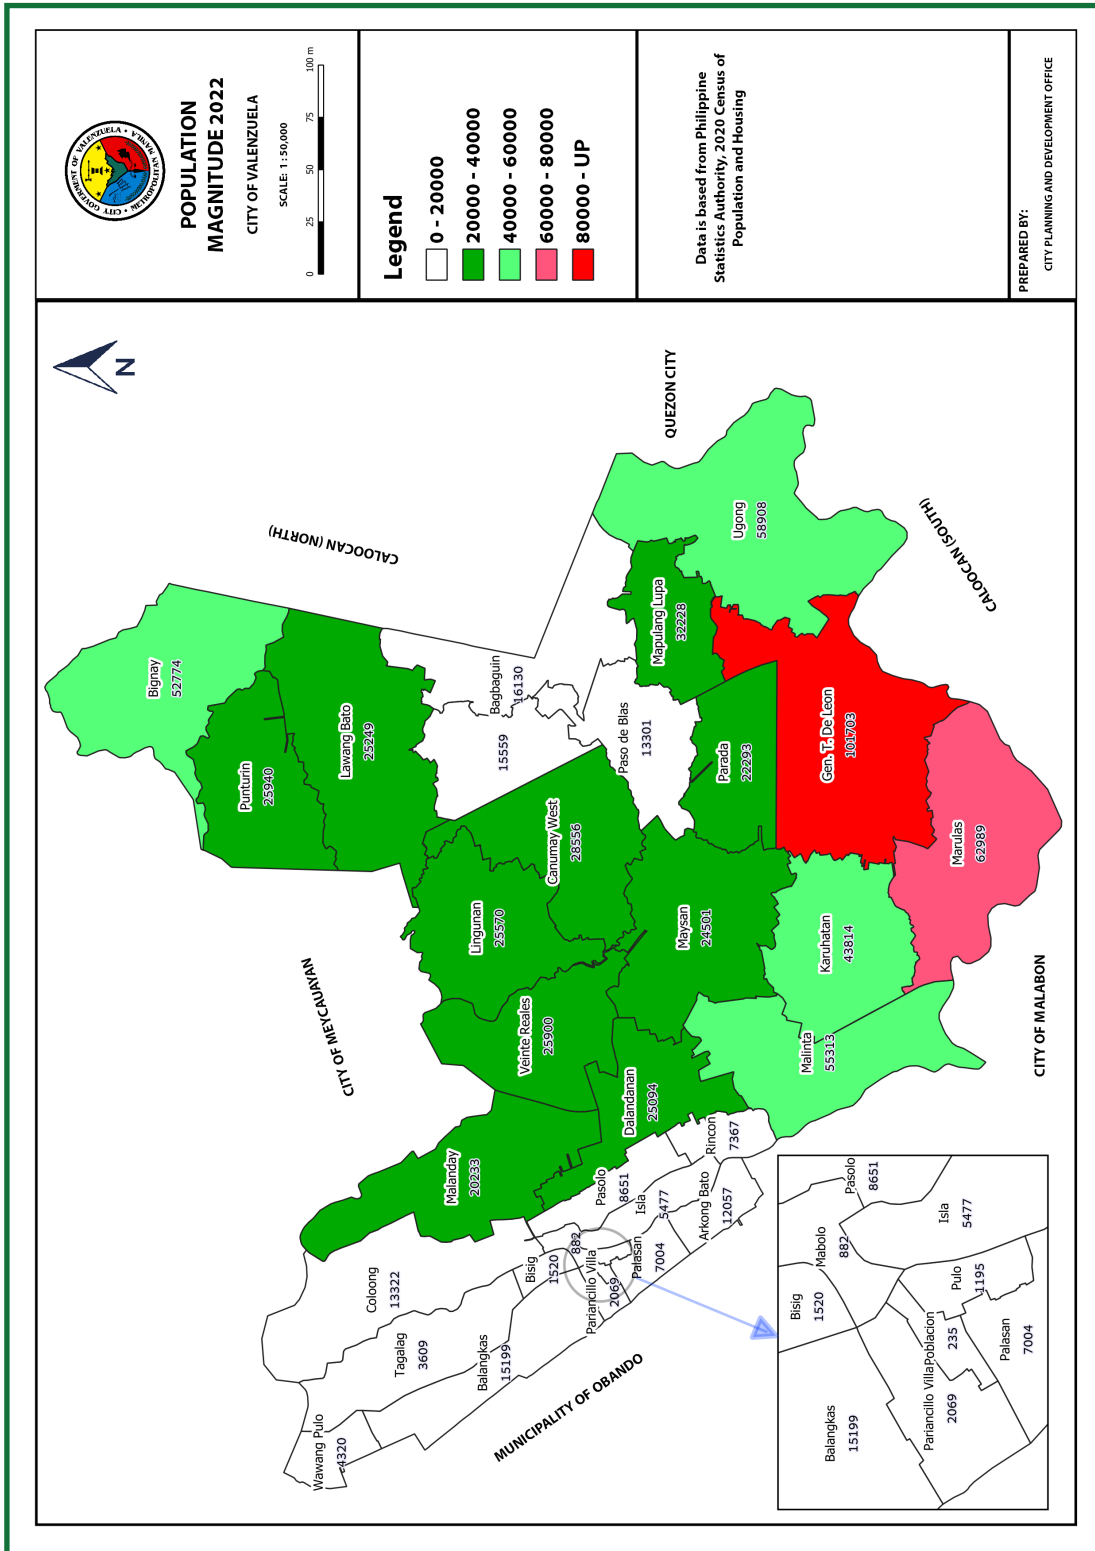 CITY GOVERNMENT OF VALENZUELA
METROPOLITAN MANILA
POPULATION
MAGNITUDE 2022
CITY OF VALENZUELA
SCALE: 1 : 50,000
0 25 50 75 100 m
Legend
0 - 20000
20000 - 40000
40000 - 60000
60000 - 80000
80000 - UP
Data is based from Philippine
Statistics Authority, 2020 Census of
Population and Housing
PREPARED BY:
CITY PLANNING AND DEVELOPMENT OFFICE
N
CALOOCAN (NORTH)
QUEZON CITY
CALOOCAN (SOUTH)
CITY OF MEYCAUAYAN
CITY OF MALABON
MUNICIPALITY OF OBANDO
Bignay
52774
Punturin
25940
Lawang Bato
25249
Bagbaguin
16130
15559
Paso de Blas
13301
Mapulang Lupa
32228
Ugong
58908
Parada
22293
Gen. T. De Leon
101703
Marulas
62989
Canumay West
28556
Lingunan
25570
Maysan
24501
Karuhatan
43814
Veinte Reales
25900
Malinta
55313
Dalandanan
25094
Malanday
20233
Rincon
7367
Pasolo
8651
Isla
5477
Arkong Bato
12057
Palasan
7004
882
Bisig
1520
Pariancillo Villa
2069
Coloong
13322
Tagalag
3609
Balangkas
15199
Wawang Pulo
4320
Pasolo
8651
Isla
5477
Mabolo
882
Bisig
1520
Pulo
1195
Poblacion
235
Palasan
7004
Pariancillo Villa
2069
Balangkas
15199